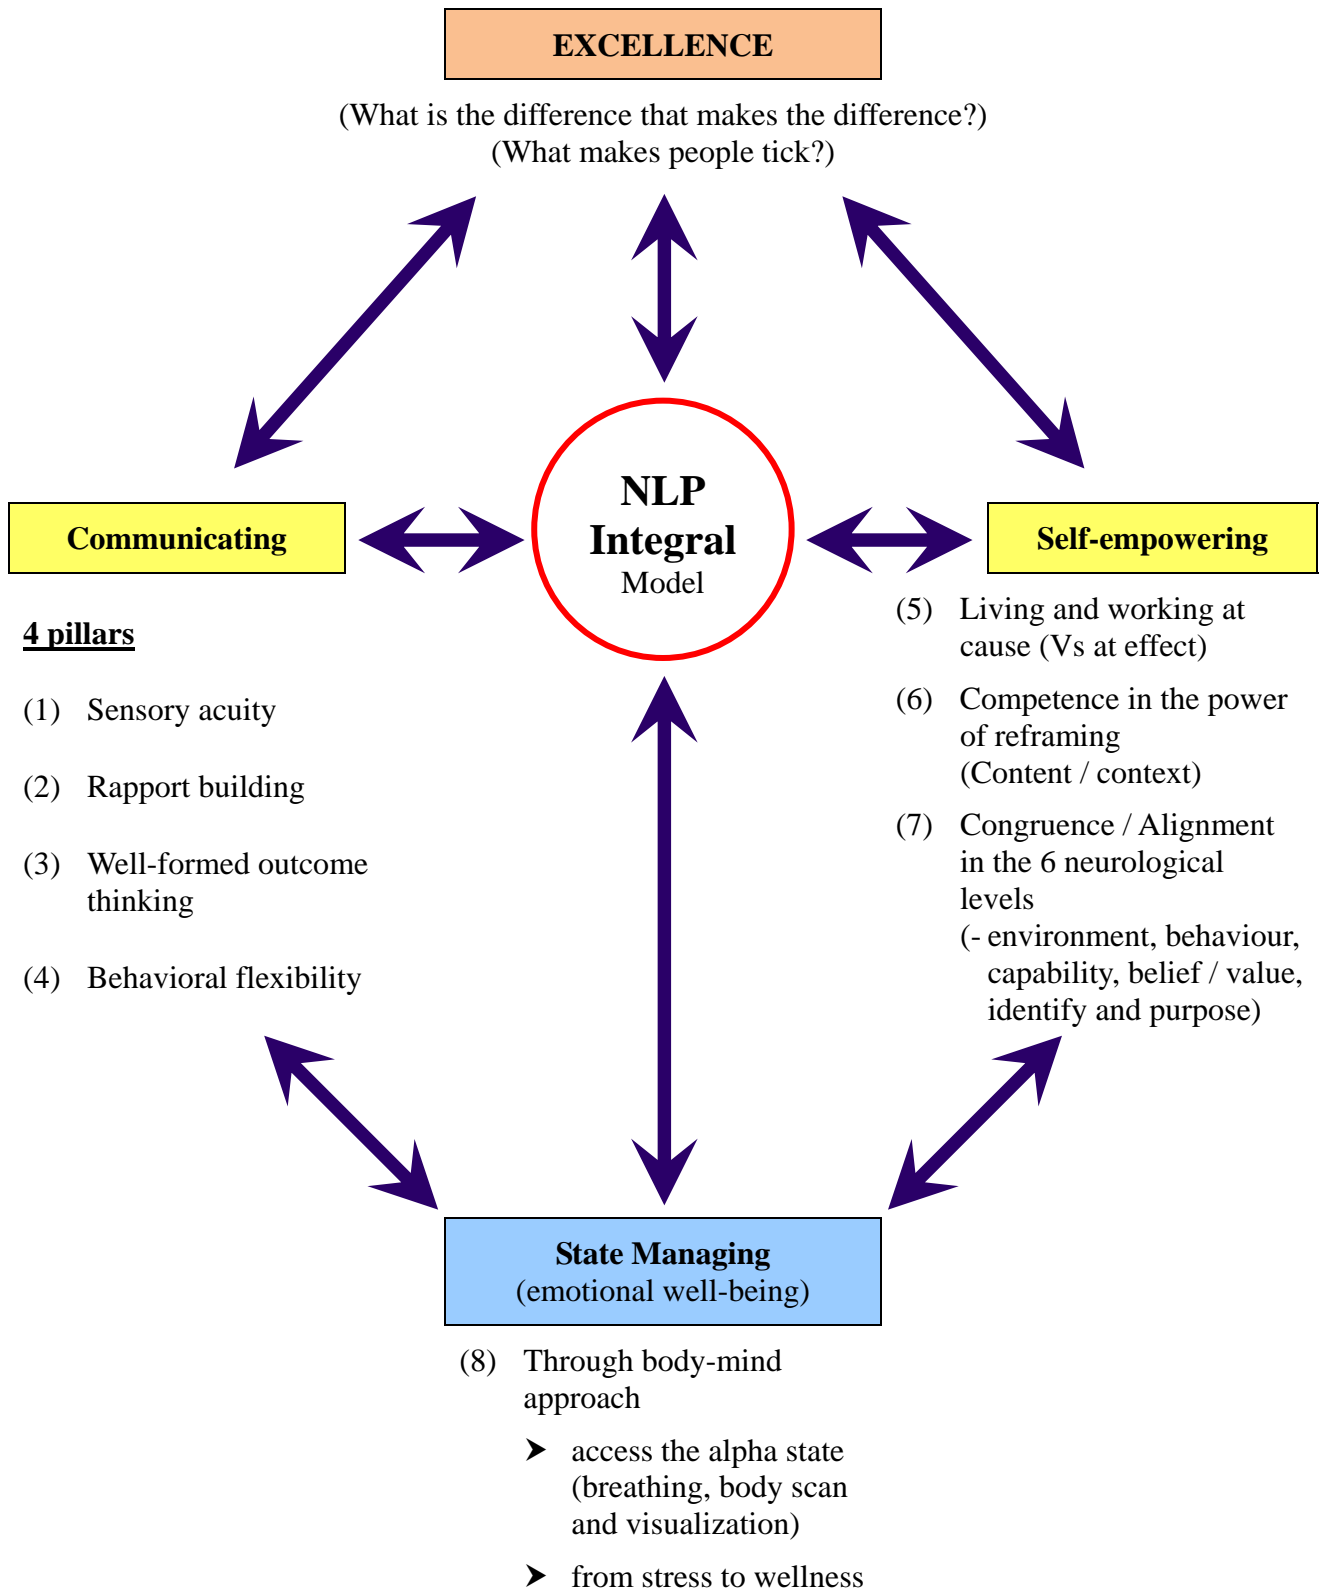 EXCELLENCE
(What is the difference that makes the difference?)
(What makes people tick?)
NLP
Integral
Model
Communicating
4 pillars
(1) Sensory acuity
(2) Rapport building
(3) Well-formed outcome
thinking
(4) Behavioral flexibility
Self-empowering
(5) Living and working at
cause (Vs at effect)
(6) Competence in the power
of reframing
(Content / context)
(7) Congruence / Alignment
in the 6 neurological
levels
(- environment, behaviour,
capability, belief / value,
identify and purpose)
State Managing
(emotional well-being)
(8) Through body-mind
approach
➤ access the alpha state
(breathing, body scan
and visualization)
➤ from stress to wellness